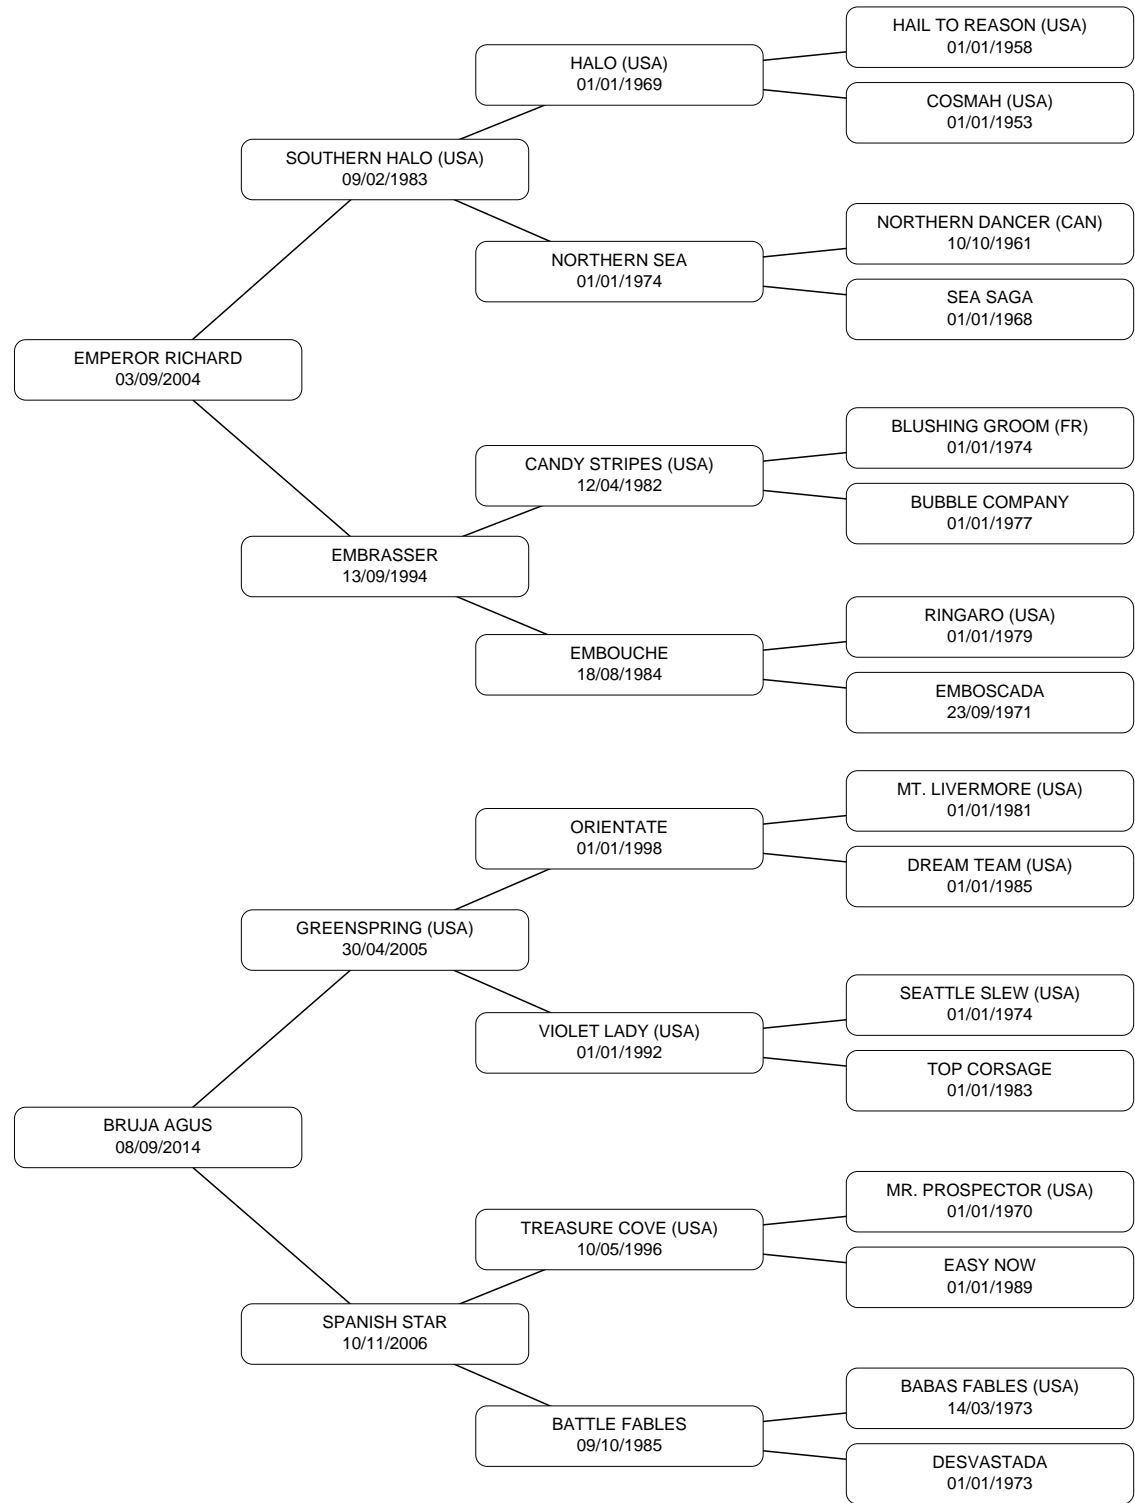 HAIL TO REASON (USA)
01/01/1958
HALO (USA)
01/01/1969
COSMAH (USA)
01/01/1953
SOUTHERN HALO (USA)
09/02/1983
NORTHERN DANCER (CAN)
10/10/1961
NORTHERN SEA
01/01/1974
SEA SAGA
01/01/1968
EMPEROR RICHARD
03/09/2004
BLUSHING GROOM (FR)
01/01/1974
CANDY STRIPES (USA)
12/04/1982
BUBBLE COMPANY
01/01/1977
EMBRASSER
13/09/1994
RINGARO (USA)
01/01/1979
EMBOUCHE
18/08/1984
EMBOSCADA
23/09/1971
MT. LIVERMORE (USA)
01/01/1981
ORIENTATE
01/01/1998
DREAM TEAM (USA)
01/01/1985
GREENSPRING (USA)
30/04/2005
SEATTLE SLEW (USA)
01/01/1974
VIOLET LADY (USA)
01/01/1992
TOP CORSAGE
01/01/1983
BRUJA AGUS
08/09/2014
MR. PROSPECTOR (USA)
01/01/1970
TREASURE COVE (USA)
10/05/1996
EASY NOW
01/01/1989
SPANISH STAR
10/11/2006
BABAS FABLES (USA)
14/03/1973
BATTLE FABLES
09/10/1985
DESVASTADA
01/01/1973